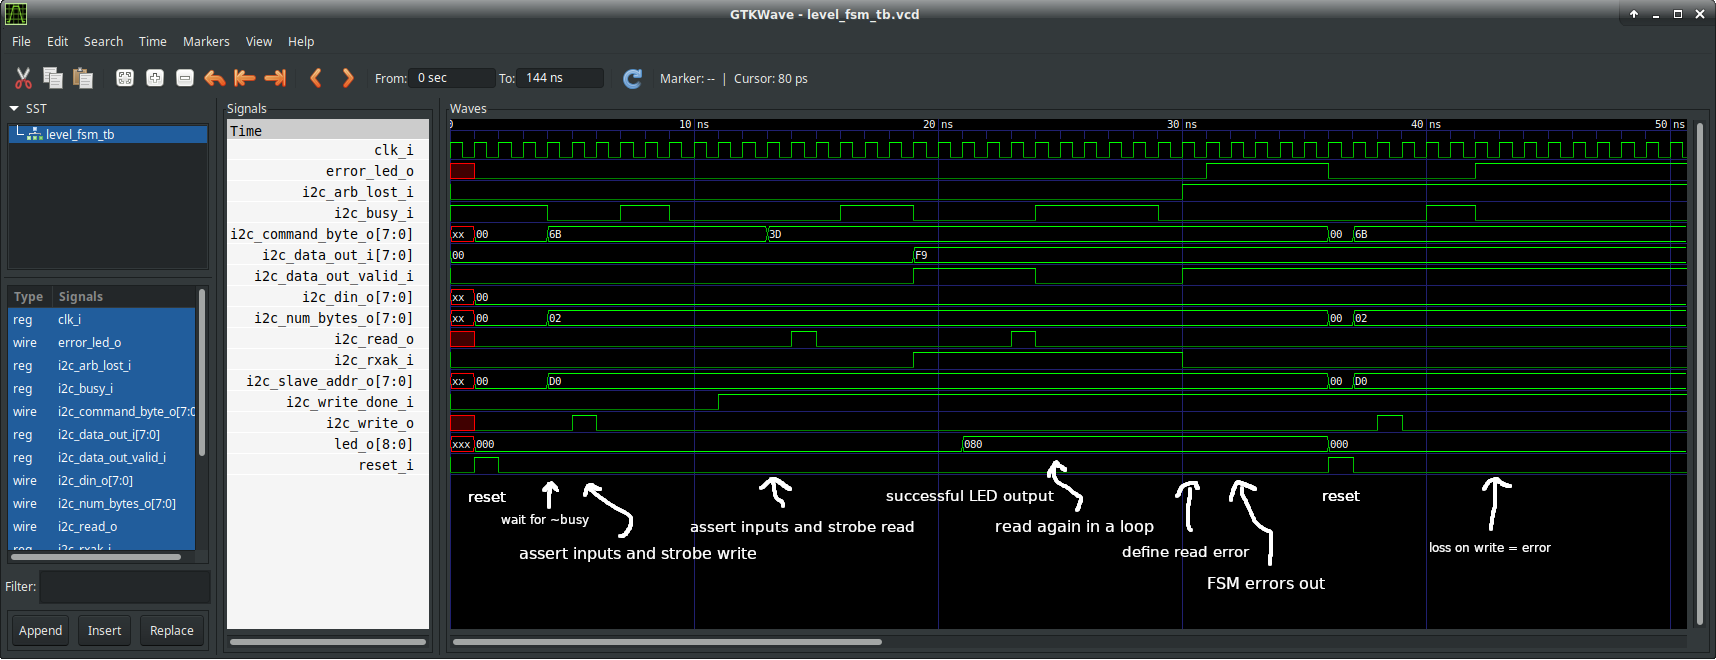 GTKWave - level_fsm_tb.vcd
File Edit Search Time Markers View Help
From: 0 sec To: 144 ns Marker: -- | Cursor: 80 ps
SST
level_fsm_tb
Type Signals
reg clk_i
wire error_led_o
reg i2c_arb_lost_i
reg i2c_busy_i
wire i2c_command_byte_o[7:0
reg i2c_data_out_i[7:0]
reg i2c_data_out_valid_i
wire i2c_din_o[7:0]
wire i2c_num_bytes_o[7:0]
wire i2c_read_o
reg i2c_rxak_i
Filter:
Append Insert Replace
Signals
Time
clk_i
error_led_o
i2c_arb_lost_i
i2c_busy_i
i2c_command_byte_o[7:0]
i2c_data_out_i[7:0]
i2c_data_out_valid_i
i2c_din_o[7:0]
i2c_num_bytes_o[7:0]
i2c_read_o
i2c_rxak_i
i2c_slave_addr_o[7:0]
i2c_write_done_i
i2c_write_o
led_o[8:0]
reset_i
Waves
0 10 ns 20 ns 30 ns 40 ns 50 ns
xx 00 6B 3D 00 6B
00 F9
xx 00
xx 00 02 00 02
xx 00 D0 00 D0
xxx 000 080 000
reset
wait for ~busy
assert inputs and strobe write
assert inputs and strobe read
successful LED output
read again in a loop
define read error
FSM errors out
reset
loss on write = error